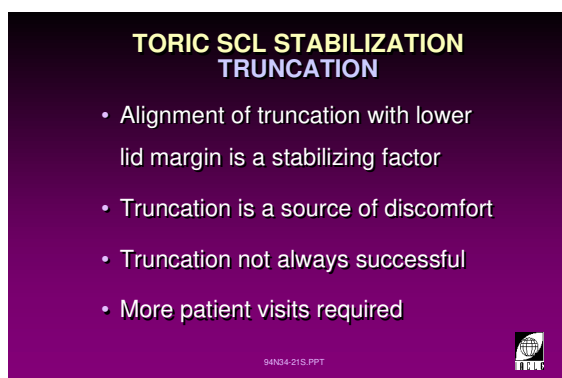 TORIC SCL STABILIZATION
TRUNCATION
• Alignment of truncation with lower
lid margin is a stabilizing factor
• Truncation is a source of discomfort
• Truncation not always successful
• More patient visits required
94N34-21S.PPT
IACLE